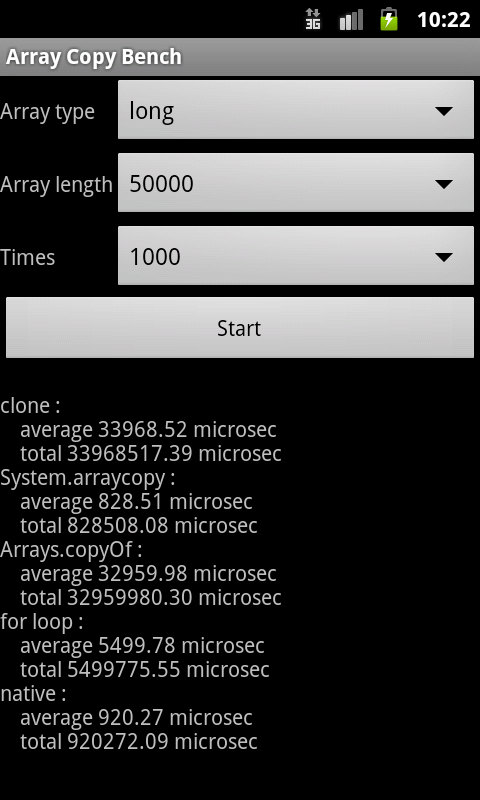 3G 10:22
Array Copy Bench
Array type long
Array length 50000
Times 1000
Start
clone :
average 33968.52 microsec
total 33968517.39 microsec
System.arraycopy :
average 828.51 microsec
total 828508.08 microsec
Arrays.copyOf :
average 32959.98 microsec
total 32959980.30 microsec
for loop :
average 5499.78 microsec
total 5499775.55 microsec
native :
average 920.27 microsec
total 920272.09 microsec